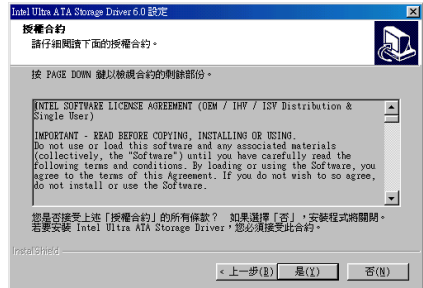 Intel Ultra ATA Storage Driver 6.0 設定
授權合約
請仔細閱讀下面的授權合約。
按 PAGE DOWN 鍵以檢視合約的剩餘部份。
INTEL SOFTWARE LICENSE AGREEMENT (OEM / IHV / ISV Distribution &
Single User)
IMPORTANT - READ BEFORE COPYING, INSTALLING OR USING.
Do not use or load this software and any associated materials
(collectively, the "Software") until you have carefully read the
following terms and conditions. By loading or using the Software, you
agree to the terms of this Agreement. If you do not wish to so agree,
do not install or use the Software.
您是否接受上述「授權合約」的所有條款？ 如果選擇「否」，安裝程式將關閉。
若要安裝 Intel Ultra ATA Storage Driver，您必須接受此合約。
InstallShield
< 上一步(B) 是(Y) 否(N)